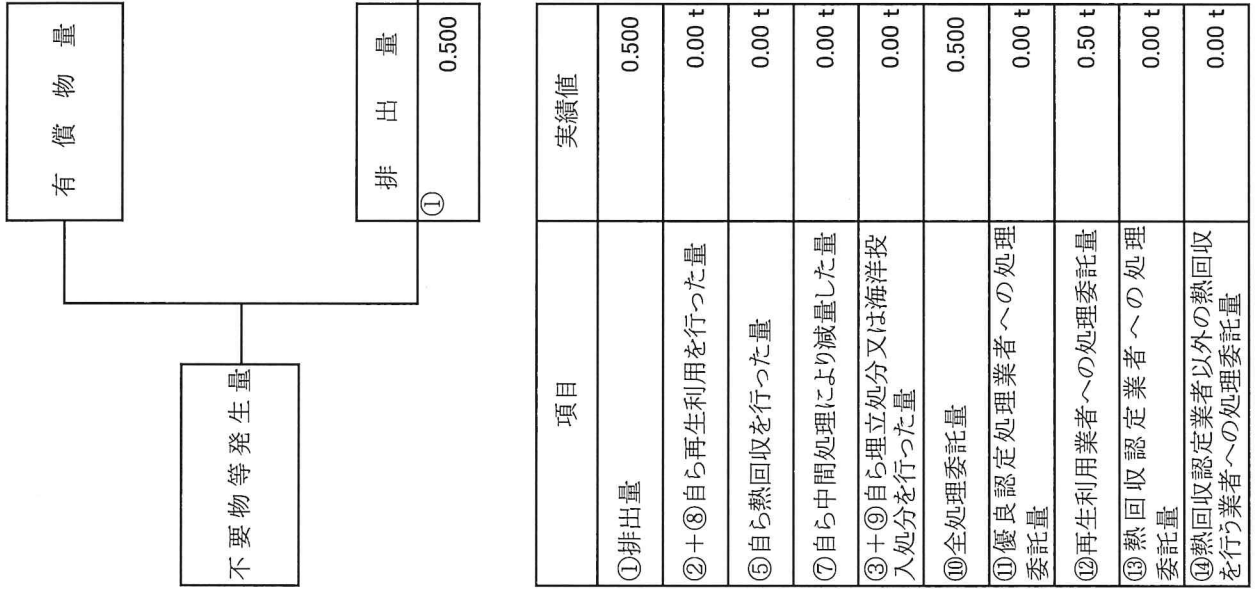 有償物量
不要物等発生量
排出量
①
0.500
項目 実績値
①排出量 0.500
②＋⑧自ら再生利用を行った量 0.00 t
⑤自ら熱回収を行った量 0.00 t
⑦自ら中間処理により減量した量 0.00 t
③＋⑨自ら埋立処分又は海洋投
入処分を行った量 0.00 t
⑩全処理委託量 0.500
⑪優良認定処理業者への処理
委託量 0.00 t
⑫再生利用業者への処理委託量 0.50 t
⑬熱回収認定業者への処理
委託量 0.00 t
⑭熱回収認定業者以外の熱回収
を行う業者への処理委託量 0.00 t